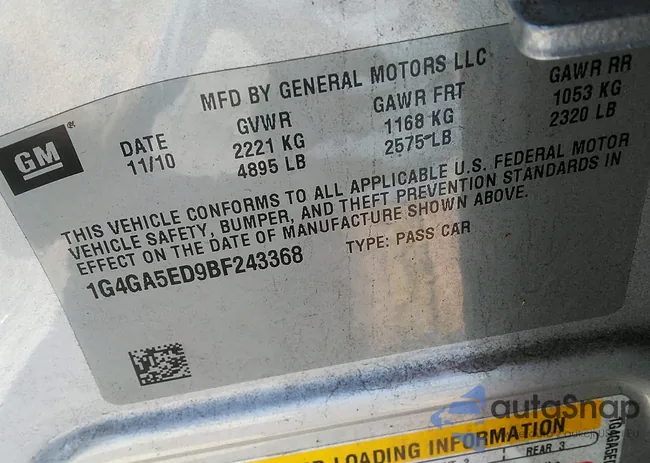 MFD BY GENERAL MOTORS LLC
GM®
DATE GVWR GAWR FRT GAWR RR
11/10 2221 KG 1168 KG 1053 KG
4895 LB 2575 LB 2320 LB
THIS VEHICLE CONFORMS TO ALL APPLICABLE U.S. FEDERAL MOTOR
VEHICLE SAFETY, BUMPER, AND THEFT PREVENTION STANDARDS IN
EFFECT ON THE DATE OF MANUFACTURE SHOWN ABOVE.
1G4GA5ED9BF243368 TYPE: PASS CAR
autoSnap
LOADING INFORMATION
REAR 3